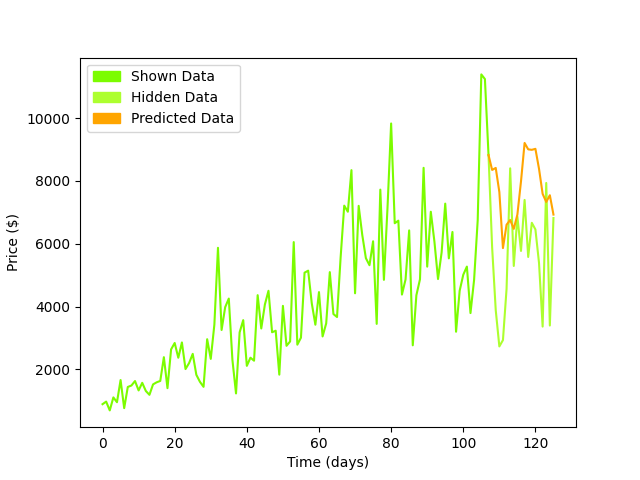 Shown Data
Hidden Data
Predicted Data
Price ($)
10000
8000
6000
4000
2000
0 20 40 60 80 100 120
Time (days)